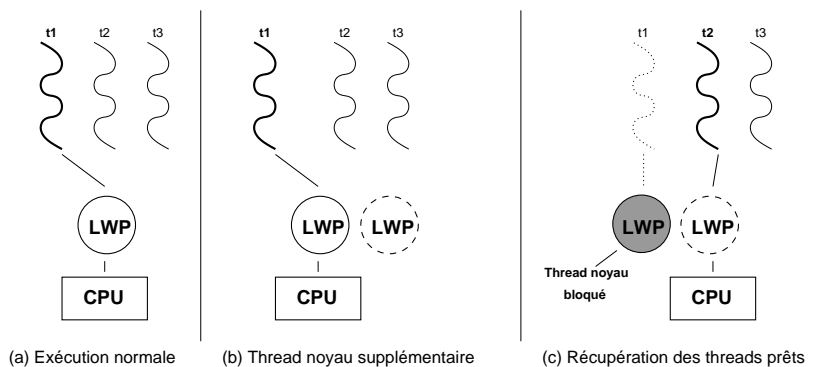 t1 t2 t3
LWP
CPU
(a) Exécution normale
t1 t2 t3
LWP LWP
CPU
(b) Thread noyau supplémentaire
t1 t2 t3
LWP LWP
Thread noyau
bloqué
CPU
(c) Récupération des threads prêts